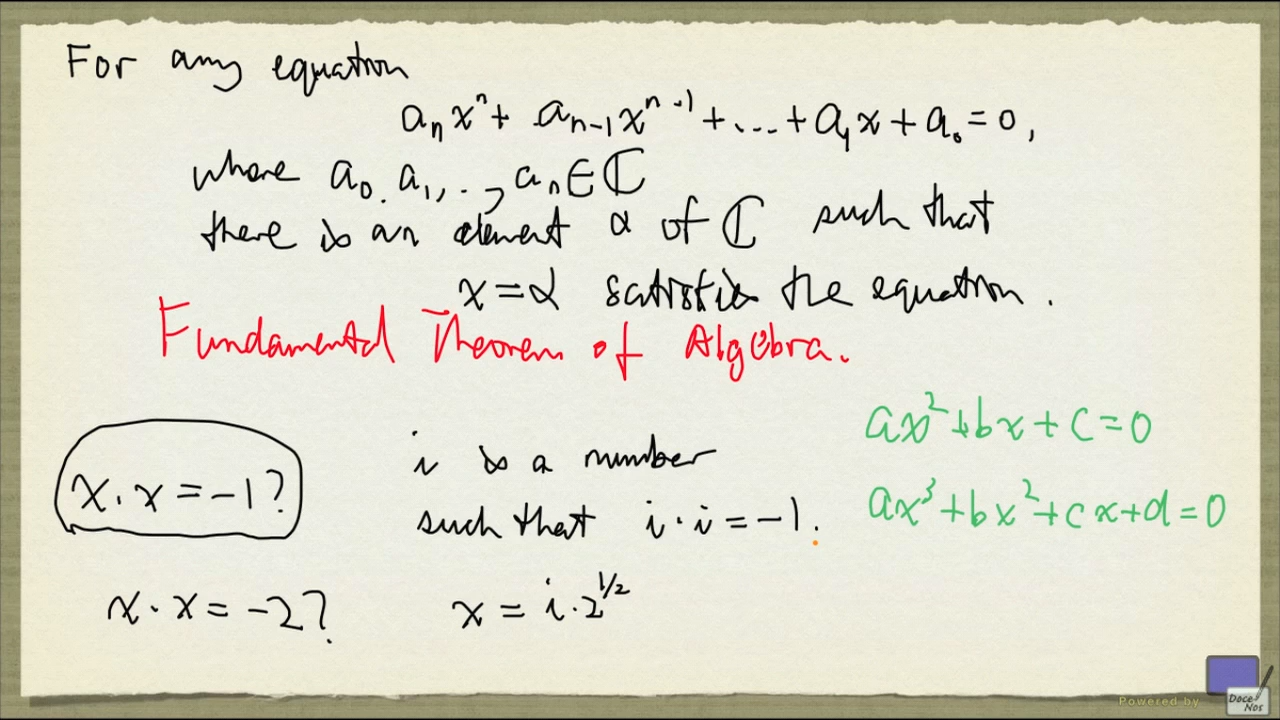 For any equation
aₙxⁿ + aₙ₋₁xⁿ⁻¹ + ... + a₁x + a₀ = 0,
where a₀, a₁, .., aₙ ∈ ℂ
there is an element α of ℂ such that
x = α satisfies the equation.
Fundamental Theorem of Algebra.
ax² + bx + c = 0
x · x = -1?
i is a number
such that i · i = -1.
ax³ + bx² + cx + d = 0
x · x = -2?
x = i · 2^{1/2}
Powered by
Doce Nos